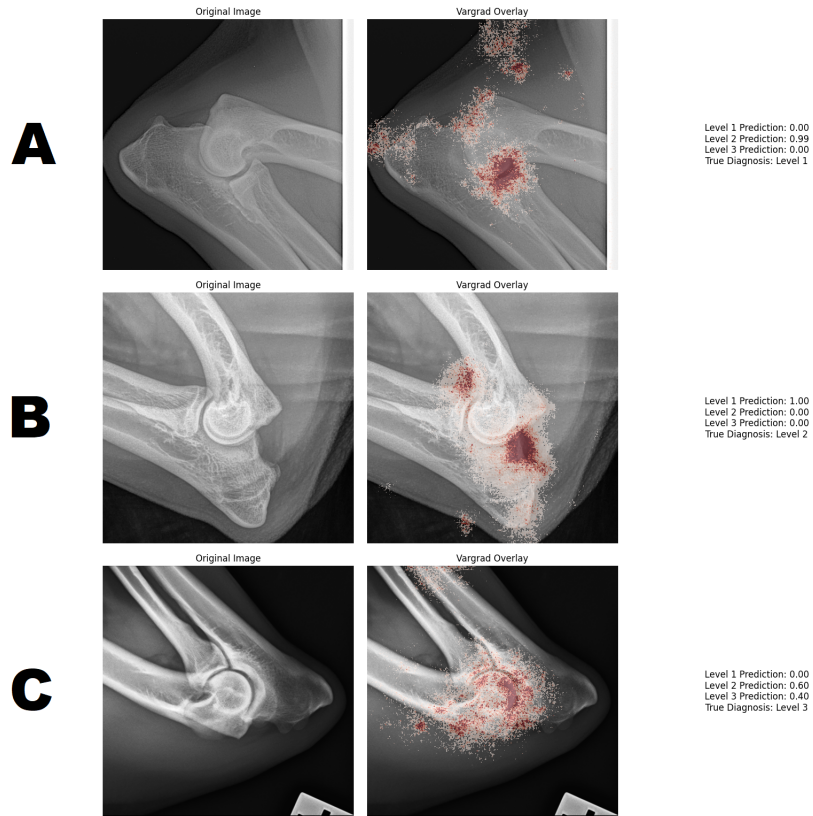 Original Image
Vargrad Overlay
A
Level 1 Prediction: 0.00
Level 2 Prediction: 0.99
Level 3 Prediction: 0.00
True Diagnosis: Level 1
Original Image
Vargrad Overlay
B
Level 1 Prediction: 1.00
Level 2 Prediction: 0.00
Level 3 Prediction: 0.00
True Diagnosis: Level 2
Original Image
Vargrad Overlay
C
Level 1 Prediction: 0.00
Level 2 Prediction: 0.60
Level 3 Prediction: 0.40
True Diagnosis: Level 3